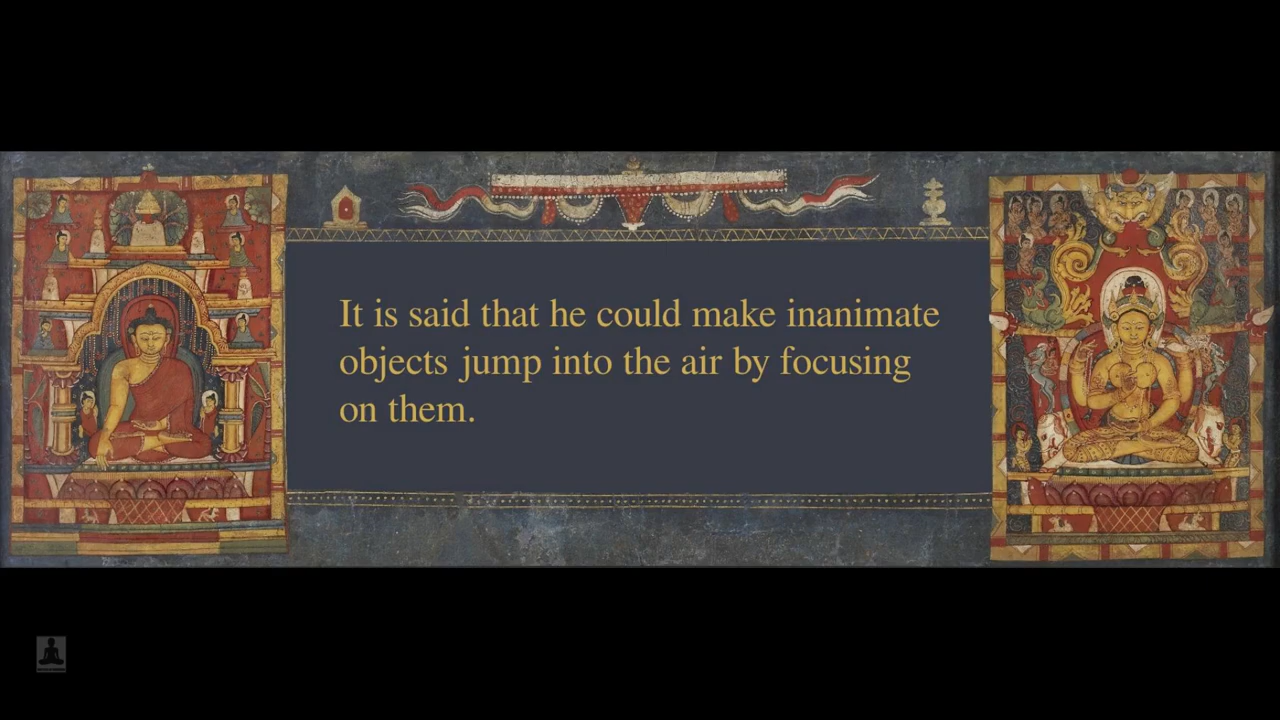 It is said that he could make inanimate
objects jump into the air by focusing
on them.